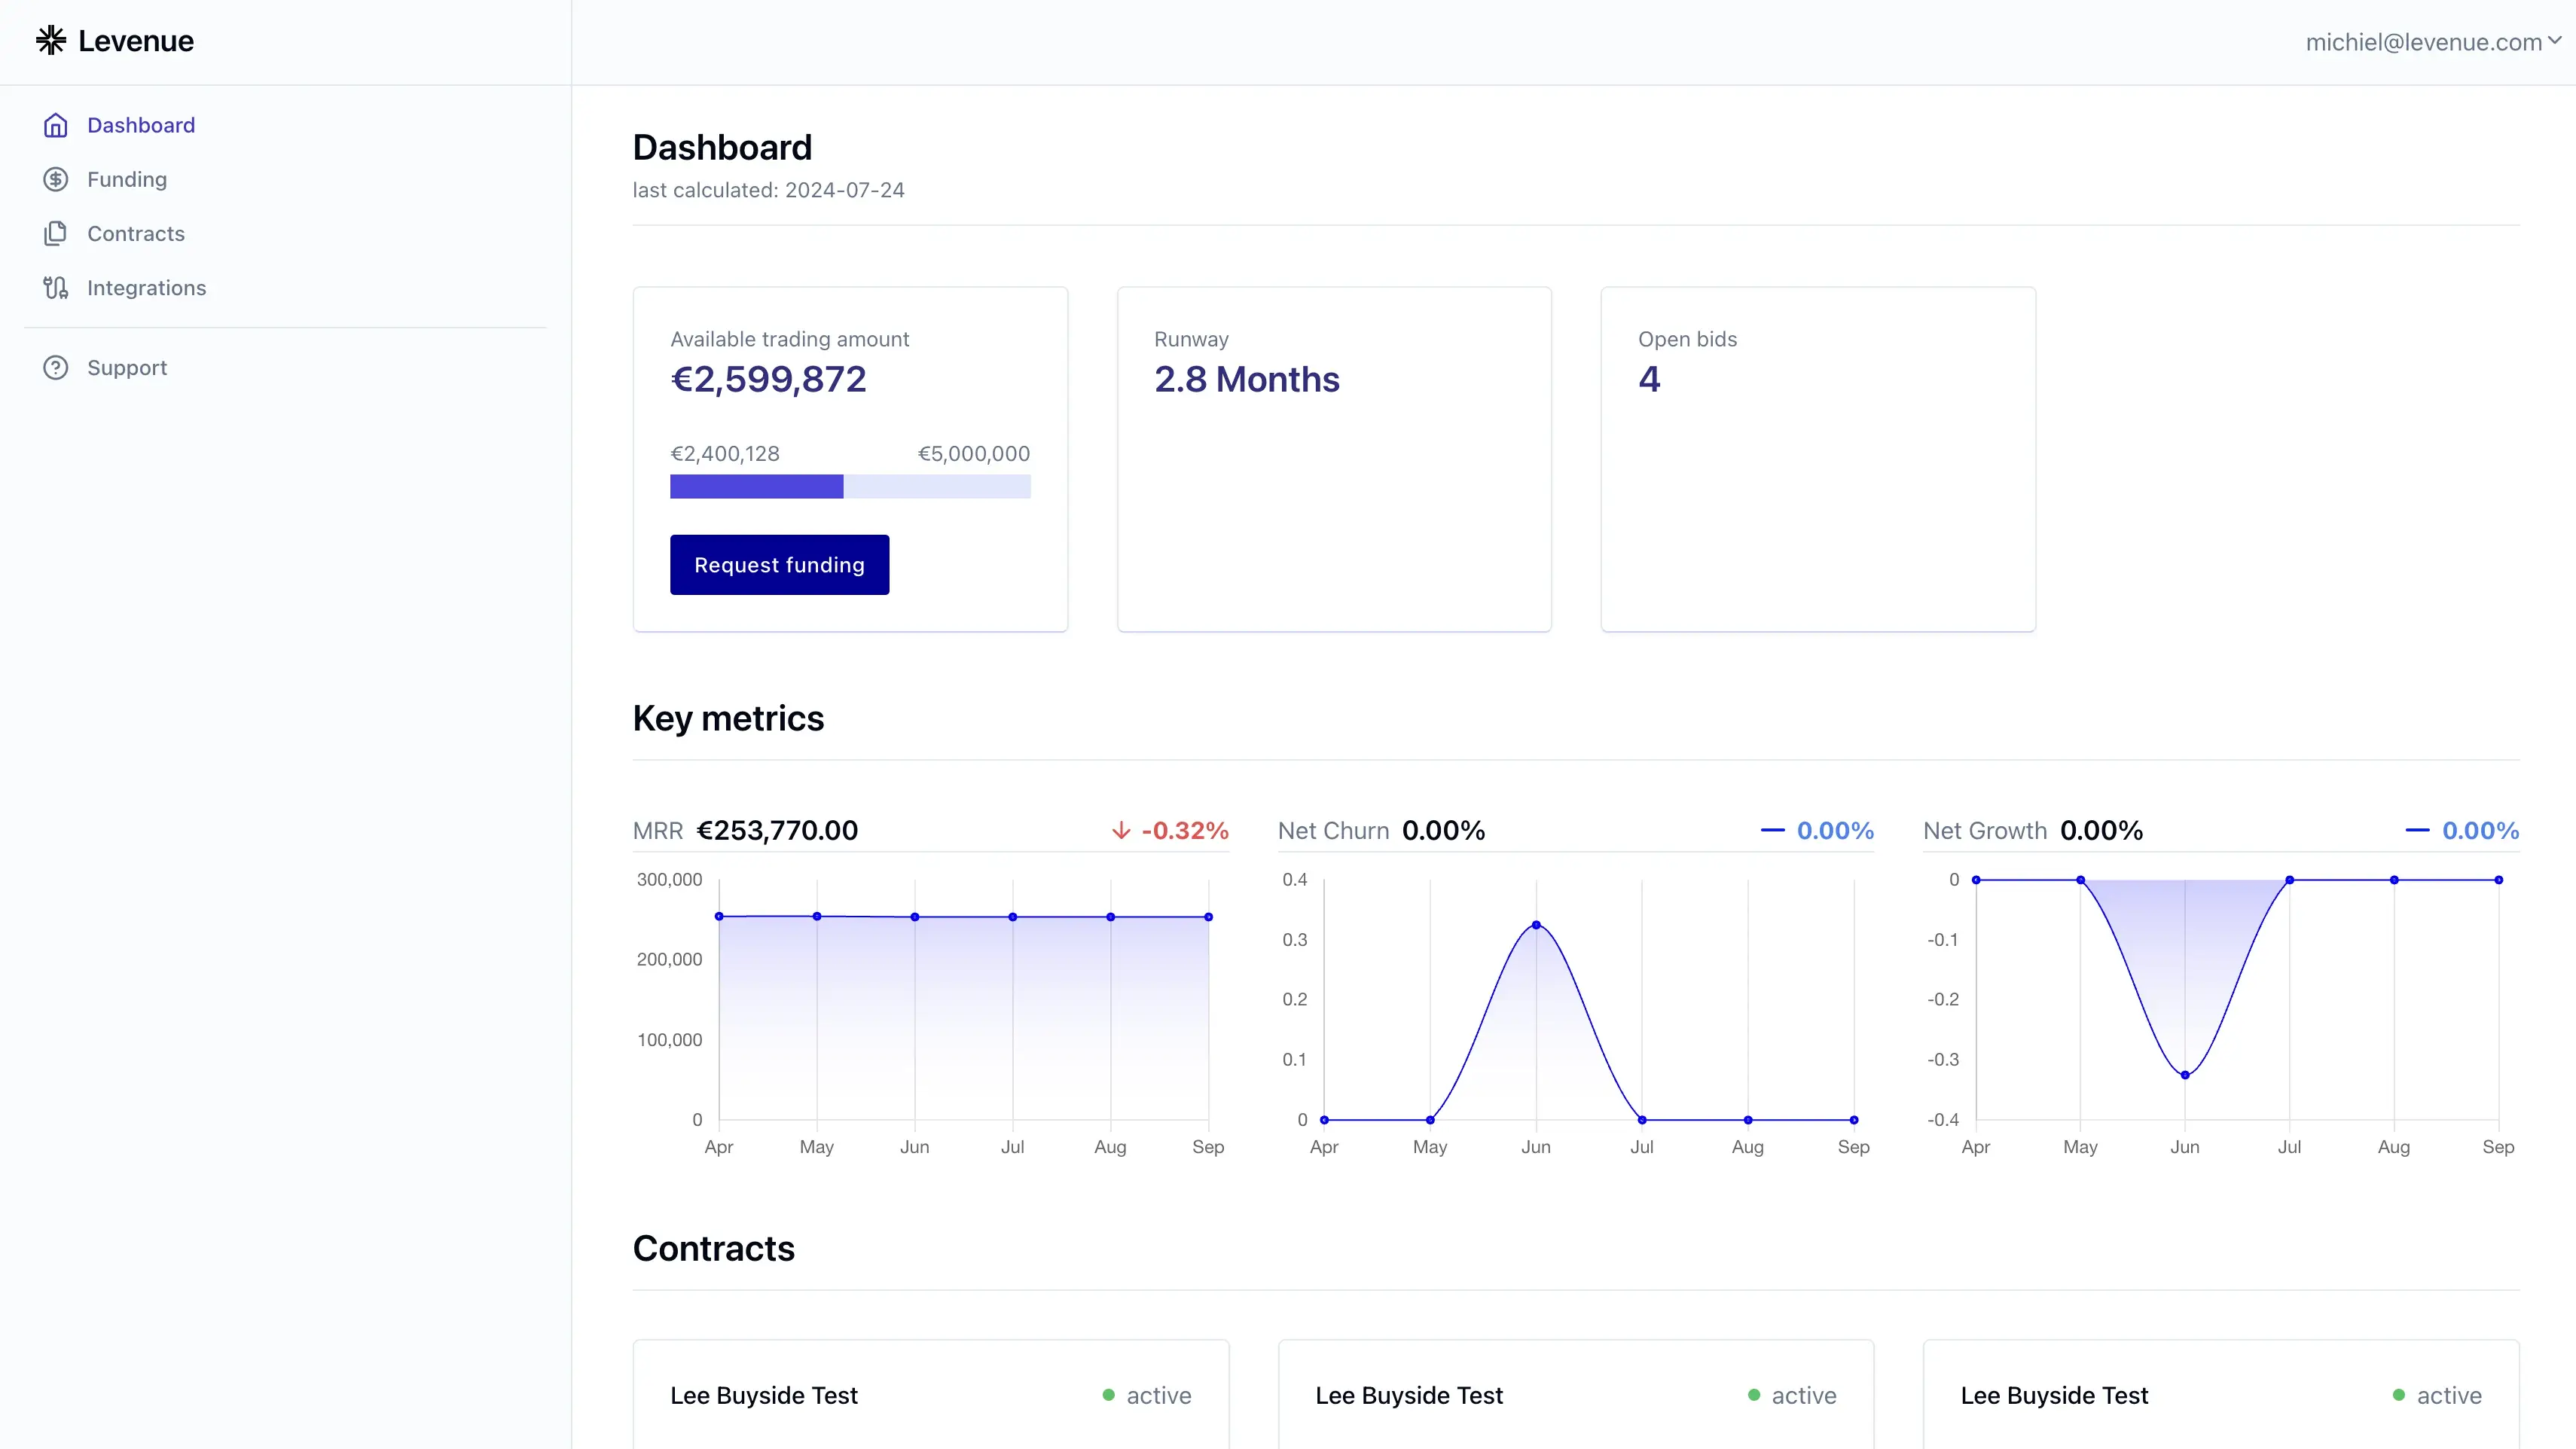 Levenue
michiel@levenue.com
Dashboard
Funding
Contracts
Integrations
Support
Dashboard
last calculated: 2024-07-24
Available trading amount
€2,599,872
€2,400,128 €5,000,000
Request funding
Runway
2.8 Months
Open bids
4
Key metrics
MRR €253,770.00 -0.32%
300,000
200,000
100,000
0
Apr May Jun Jul Aug Sep
Net Churn 0.00% 0.00%
0.4
0.3
0.2
0.1
0
Apr May Jun Jul Aug Sep
Net Growth 0.00% 0.00%
0
-0.1
-0.2
-0.3
-0.4
Apr May Jun Jul Aug Sep
Contracts
Lee Buyside Test active
Lee Buyside Test active
Lee Buyside Test active